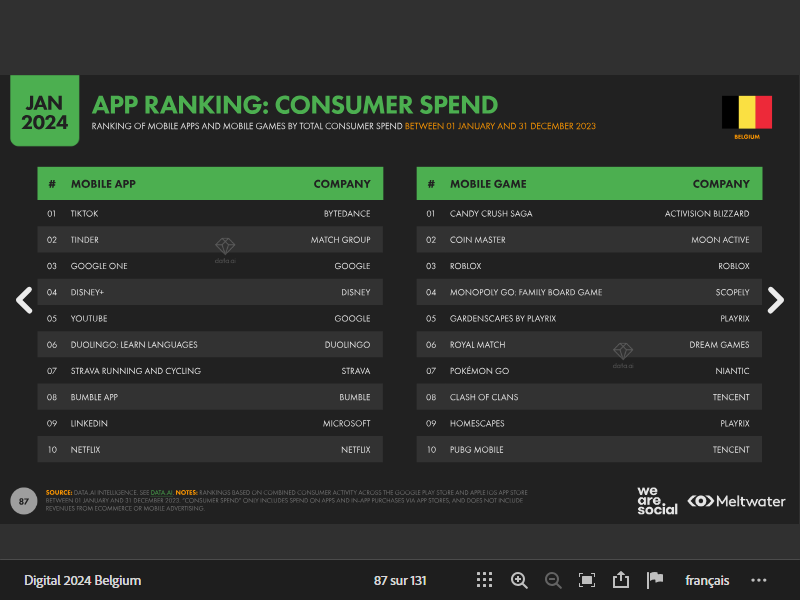 JAN
2024
APP RANKING: CONSUMER SPEND
RANKING OF MOBILE APPS AND MOBILE GAMES BY TOTAL CONSUMER SPEND BETWEEN 01 JANUARY AND 31 DECEMBER 2023
BELGIUM
# MOBILE APP COMPANY
01 TIKTOK BYTEDANCE
02 TINDER MATCH GROUP
03 GOOGLE ONE GOOGLE
04 DISNEY+ DISNEY
05 YOUTUBE GOOGLE
06 DUOLINGO: LEARN LANGUAGES DUOLINGO
07 STRAVA RUNNING AND CYCLING STRAVA
08 BUMBLE APP BUMBLE
09 LINKEDIN MICROSOFT
10 NETFLIX NETFLIX
data.ai
# MOBILE GAME COMPANY
01 CANDY CRUSH SAGA ACTIVISION BLIZZARD
02 COIN MASTER MOON ACTIVE
03 ROBLOX ROBLOX
04 MONOPOLY GO: FAMILY BOARD GAME SCOPELY
05 GARDENSCAPES BY PLAYRIX PLAYRIX
06 ROYAL MATCH DREAM GAMES
07 POKÉMON GO NIANTIC
08 CLASH OF CLANS TENCENT
09 HOMESCAPES PLAYRIX
10 PUBG MOBILE TENCENT
data.ai
87
SOURCE: DATA.AI INTELLIGENCE. SEE DATA.AI. NOTES: RANKINGS BASED ON COMBINED CONSUMER ACTIVITY ACROSS THE GOOGLE PLAY STORE AND APPLE IOS APP STORE
BETWEEN 01 JANUARY AND 31 DECEMBER 2023. "CONSUMER SPEND" ONLY INCLUDES SPEND ON APPS AND IN-APP PURCHASES VIA APP STORES, AND DOES NOT INCLUDE
REVENUES FROM ECOMMERCE OR MOBILE ADVERTISING.
we
are.
social
Meltwater
Digital 2024 Belgium
87 sur 131
français